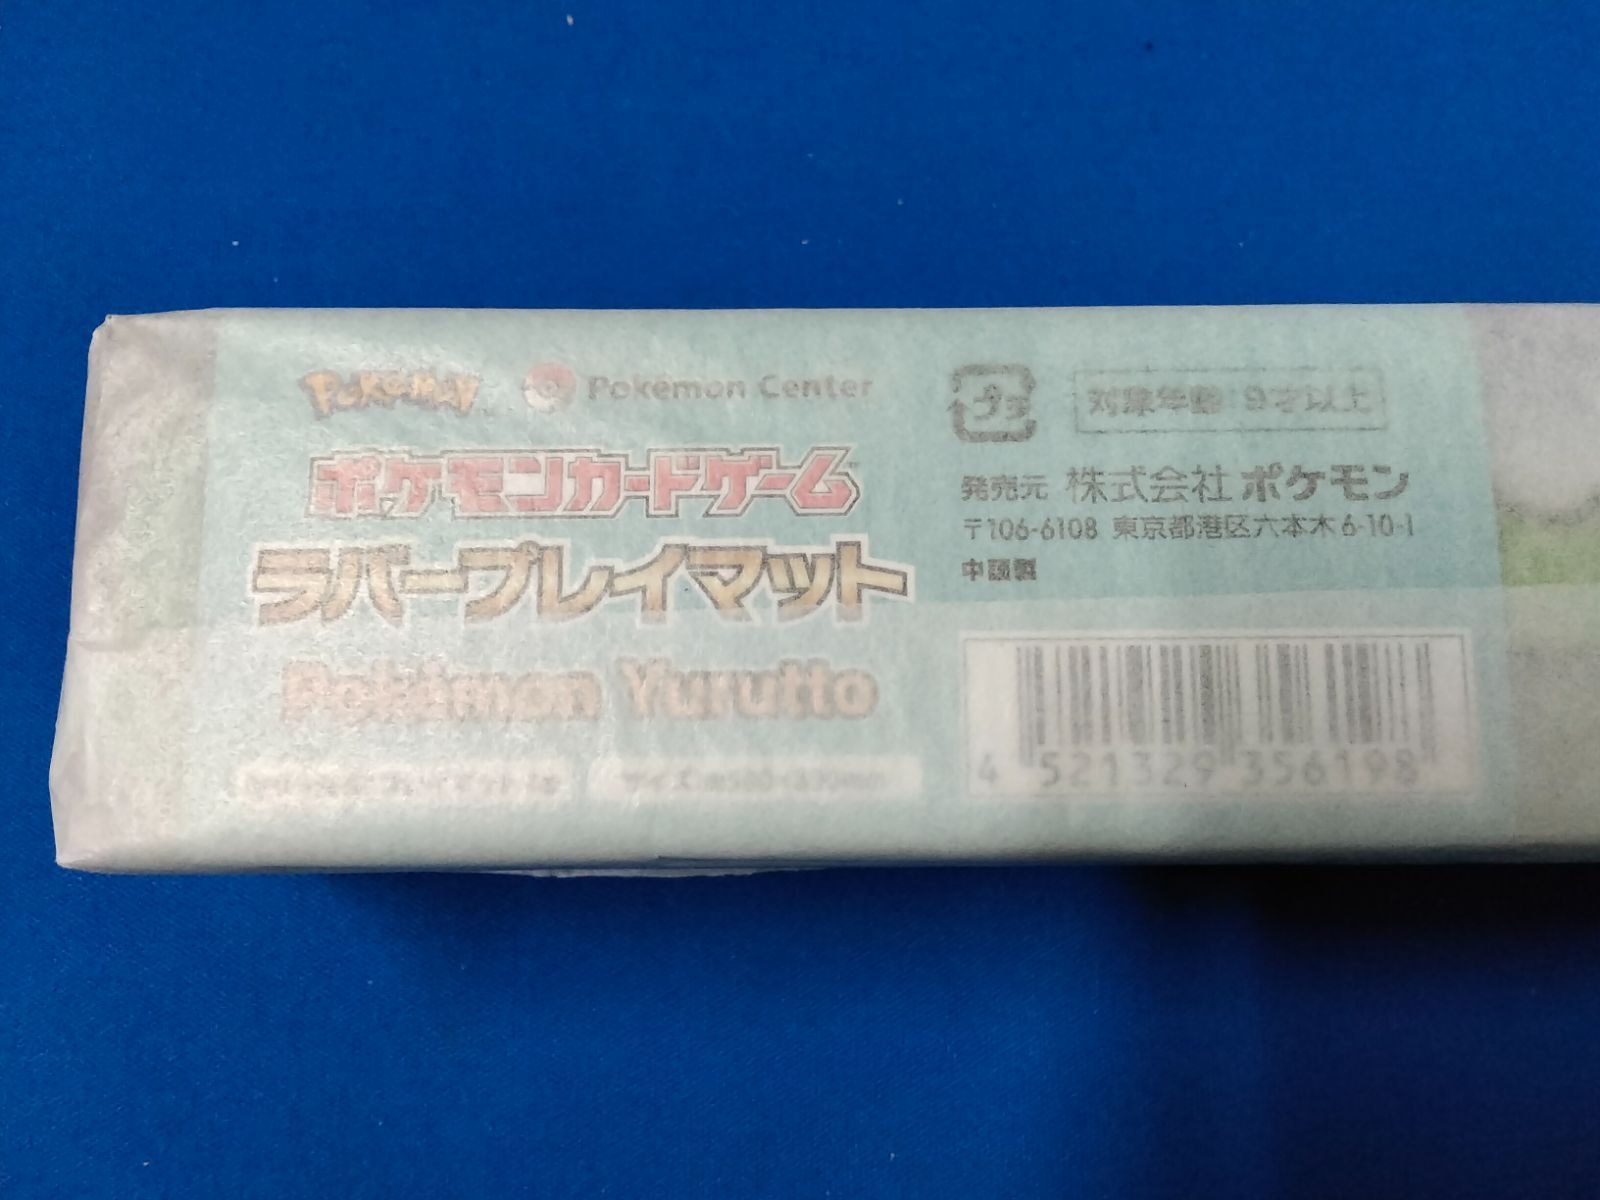 Pokémon
Pokémon Center
ポケモンカードゲーム
ラバープレイマット
Pokémon Yurutto
プラ
対象年齢:9才以上
発売元 株式会社 ポケモン
〒106-6108 東京都港区六本木6-10-1
中国製
4 521329 356198